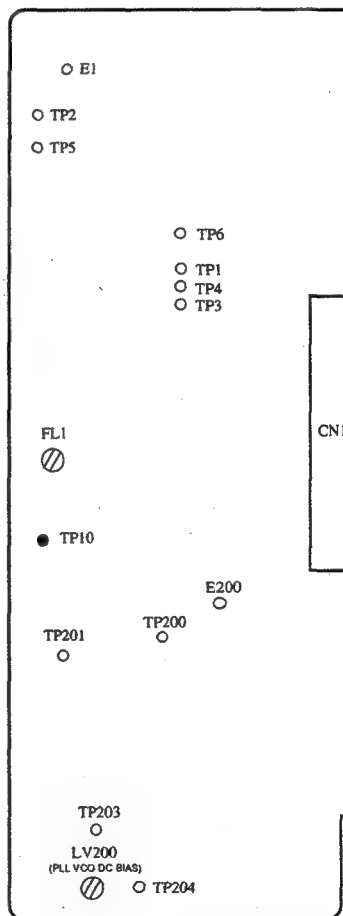 E1
TP2
TP5
TP6
TP1
TP4
TP3
CN1
FL1
TP10
E200
TP200
TP201
TP203
LV200
(PLL VCO DC BIAS)
TP204